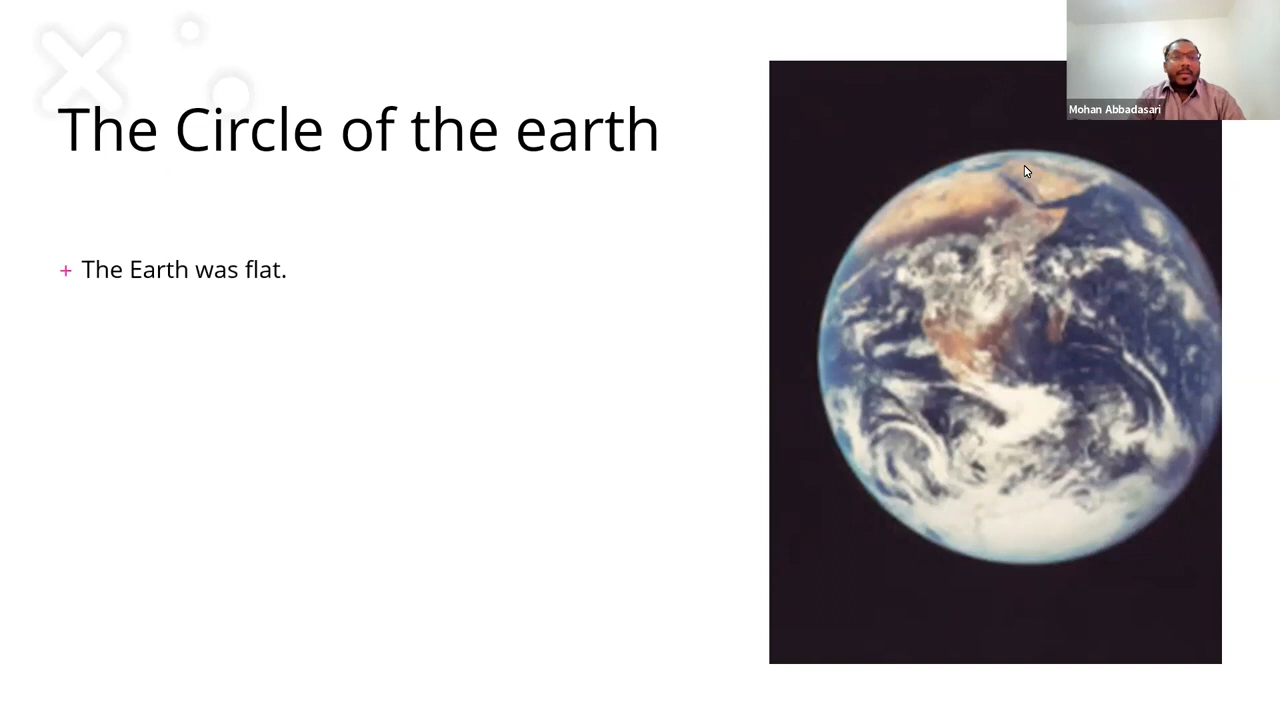 The Circle of the earth
+ The Earth was flat.
Mohan Abbadasari